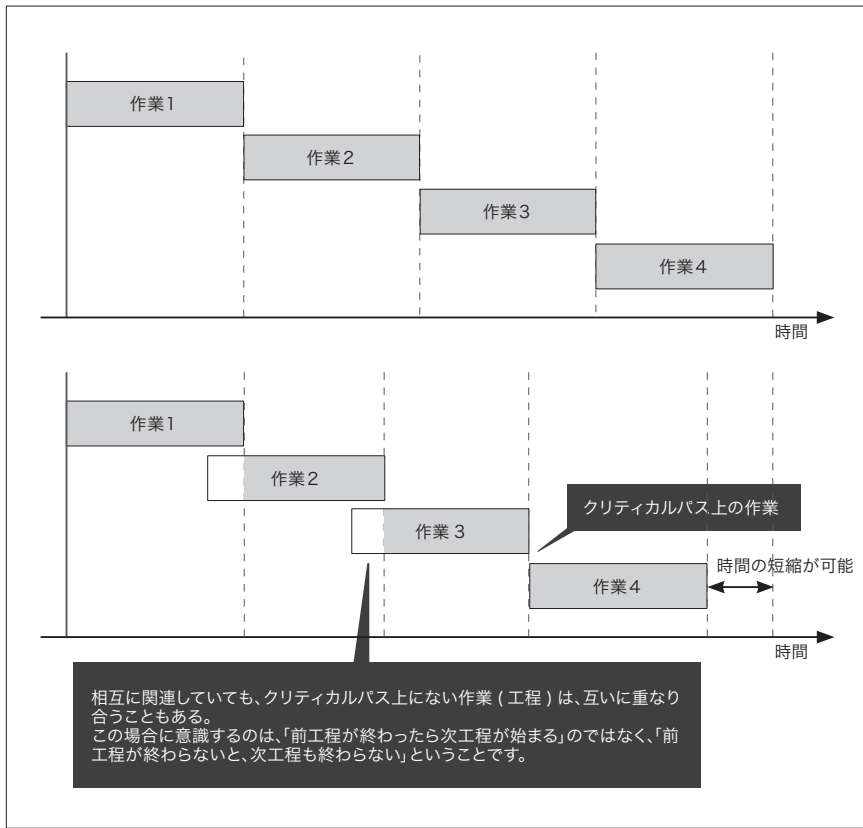 作業1
作業2
作業3
作業4
時間
作業1
作業2
作業3
クリティカルパス上の作業
時間の短縮が可能
作業4
時間
相互に関連していても、クリティカルパス上にない作業 ( 工程 ) は、互いに重なり
合うこともある。
この場合に意識するのは、「前工程が終わったら次工程が始まる」のではなく、「前
工程が終わらないと、次工程も終わらない」ということです。